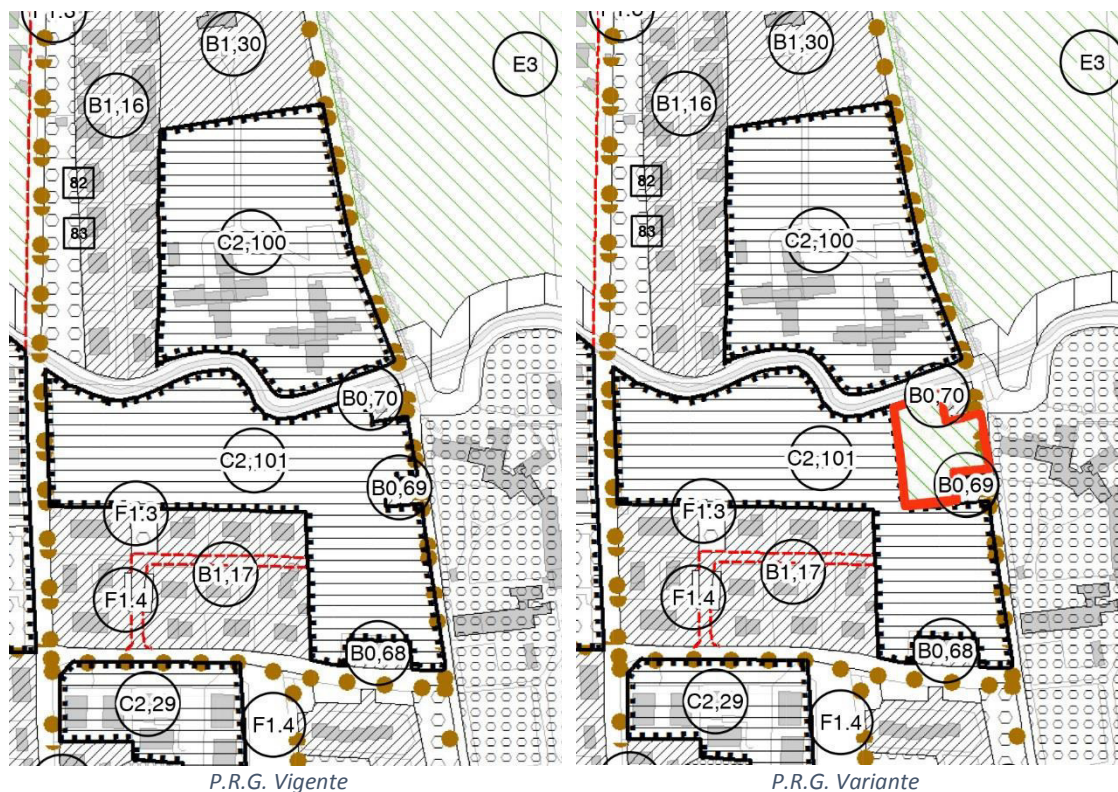 F1.3
B1,30
E3
B1,16
82
83
C2,100
B0,70
C2,101
B0,69
F1.3
B1,17
F1.4
B0,68
C2,29
F1.4
P.R.G. Vigente
B1,30
E3
B1,16
82
83
C2,100
B0,70
C2,101
B0,69
F1.3
B1,17
F1.4
B0,68
C2,29
F1.4
P.R.G. Variante